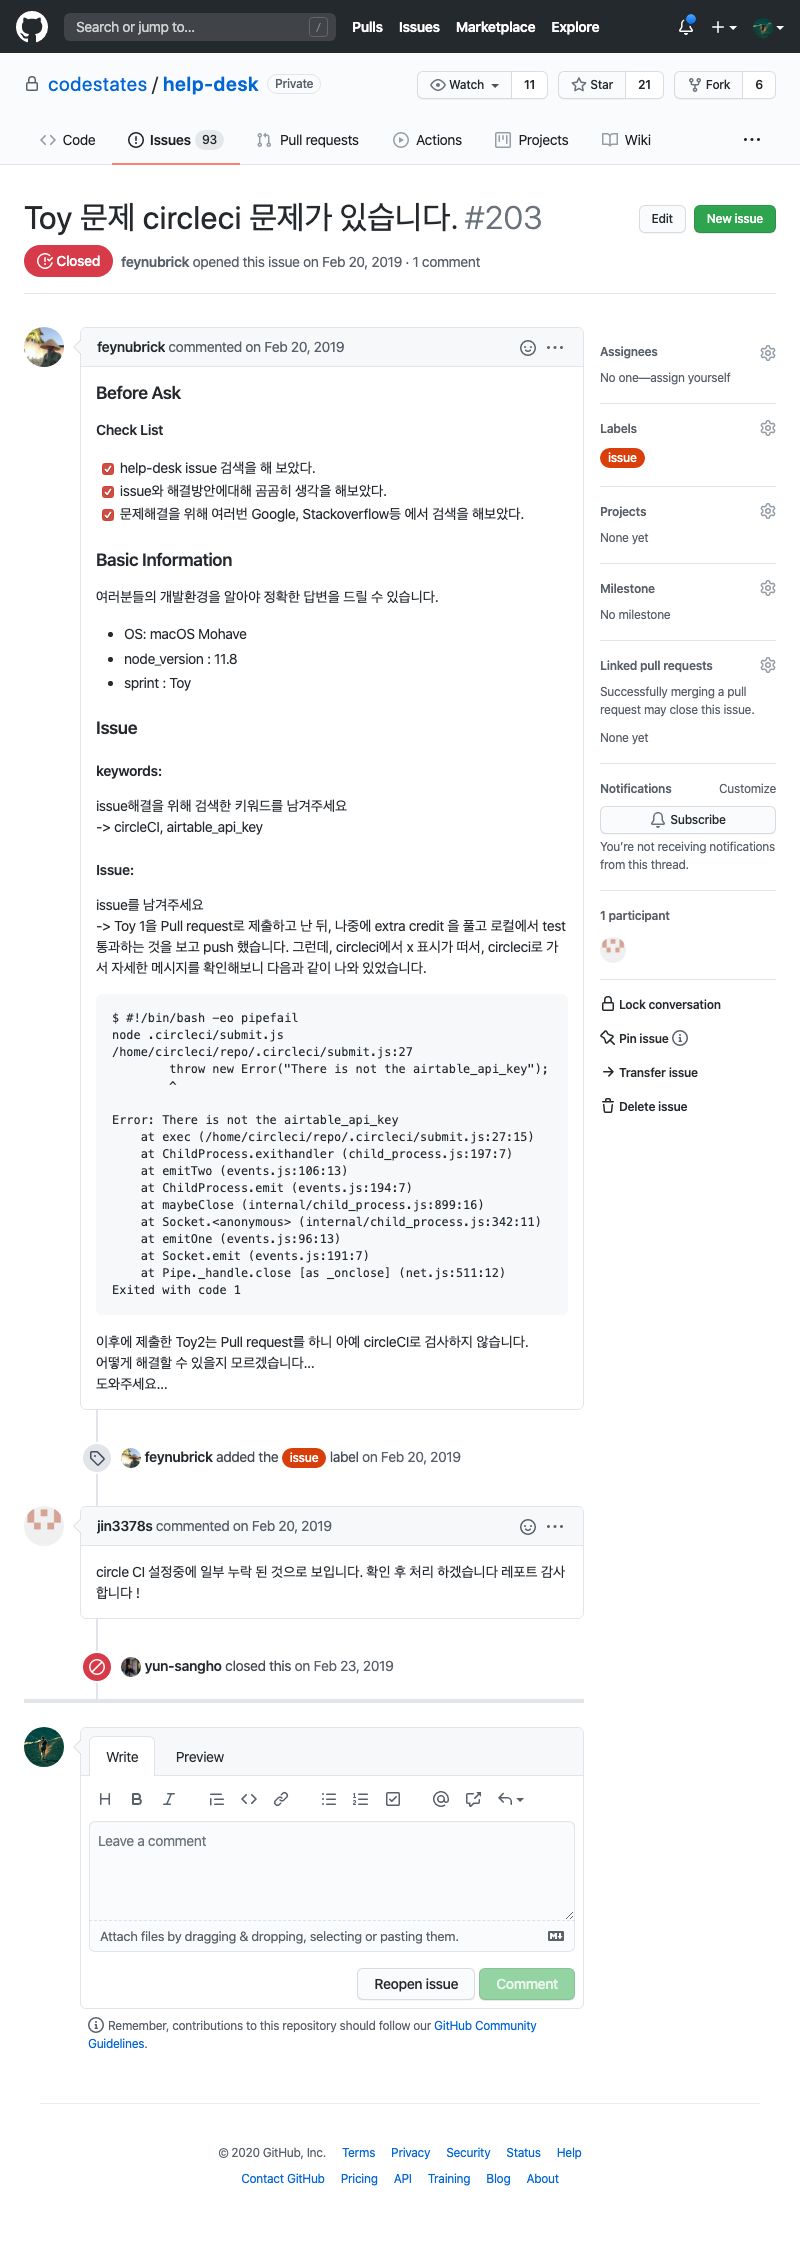 Search or jump to... /
Pulls Issues Marketplace Explore
codestates / help-desk Private
Watch 11 Star 21 Fork 6
Code Issues 93 Pull requests Actions Projects Wiki ...
Toy 문제 circleci 문제가 있습니다. #203
Edit New issue
Closed feynubrick opened this issue on Feb 20, 2019 · 1 comment
feynubrick commented on Feb 20, 2019
Before Ask
Check List
help-desk issue 검색을 해 보았다.
issue와 해결방안에대해 곰곰히 생각을 해보았다.
문제해결을 위해 여러번 Google, Stackoverflow등 에서 검색을 해보았다.
Basic Information
여러분들의 개발환경을 알아야 정확한 답변을 드릴 수 있습니다.
• OS: macOS Mohave
• node_version : 11.8
• sprint : Toy
Issue
keywords:
issue해결을 위해 검색한 키워드를 남겨주세요
-> circleCI, airtable_api_key
Issue:
issue를 남겨주세요
-> Toy 1을 Pull request로 제출하고 난 뒤, 나중에 extra credit 을 풀고 로컬에서 test
통과하는 것을 보고 push 했습니다. 그런데, circleci에서 x 표시가 떠서, circleci로 가
서 자세한 메시지를 확인해보니 다음과 같이 나와 있었습니다.
$ #!/bin/bash -eo pipefail
node .circleci/submit.js
/home/circleci/repo/.circleci/submit.js:27
throw new Error("There is not the airtable_api_key");
^
Error: There is not the airtable_api_key
at exec (/home/circleci/repo/.circleci/submit.js:27:15)
at ChildProcess.exithandler (child_process.js:197:7)
at emitTwo (events.js:106:13)
at ChildProcess.emit (events.js:194:7)
at maybeClose (internal/child_process.js:899:16)
at Socket.<anonymous> (internal/child_process.js:342:11)
at emitOne (events.js:96:13)
at Socket.emit (events.js:191:7)
at Pipe._handle.close [as _onclose] (net.js:511:12)
Exited with code 1
이후에 제출한 Toy2는 Pull request를 하니 아예 circleCI로 검사하지 않습니다.
어떻게 해결할 수 있을지 모르겠습니다...
도와주세요...
feynubrick added the issue label on Feb 20, 2019
jin3378s commented on Feb 20, 2019
circle CI 설정중에 일부 누락 된 것으로 보입니다. 확인 후 처리 하겠습니다 레포트 감사
합니다 !
yun-sangho closed this on Feb 23, 2019
Write Preview
H B I @
Leave a comment
Attach files by dragging & dropping, selecting or pasting them.
Reopen issue Comment
Remember, contributions to this repository should follow our GitHub Community
Guidelines.
Assignees
No one—assign yourself
Labels
issue
Projects
None yet
Milestone
No milestone
Linked pull requests
Successfully merging a pull
request may close this issue.
None yet
Notifications Customize
Subscribe
You're not receiving notifications
from this thread.
1 participant
Lock conversation
Pin issue
Transfer issue
Delete issue
© 2020 GitHub, Inc. Terms Privacy Security Status Help
Contact GitHub Pricing API Training Blog About